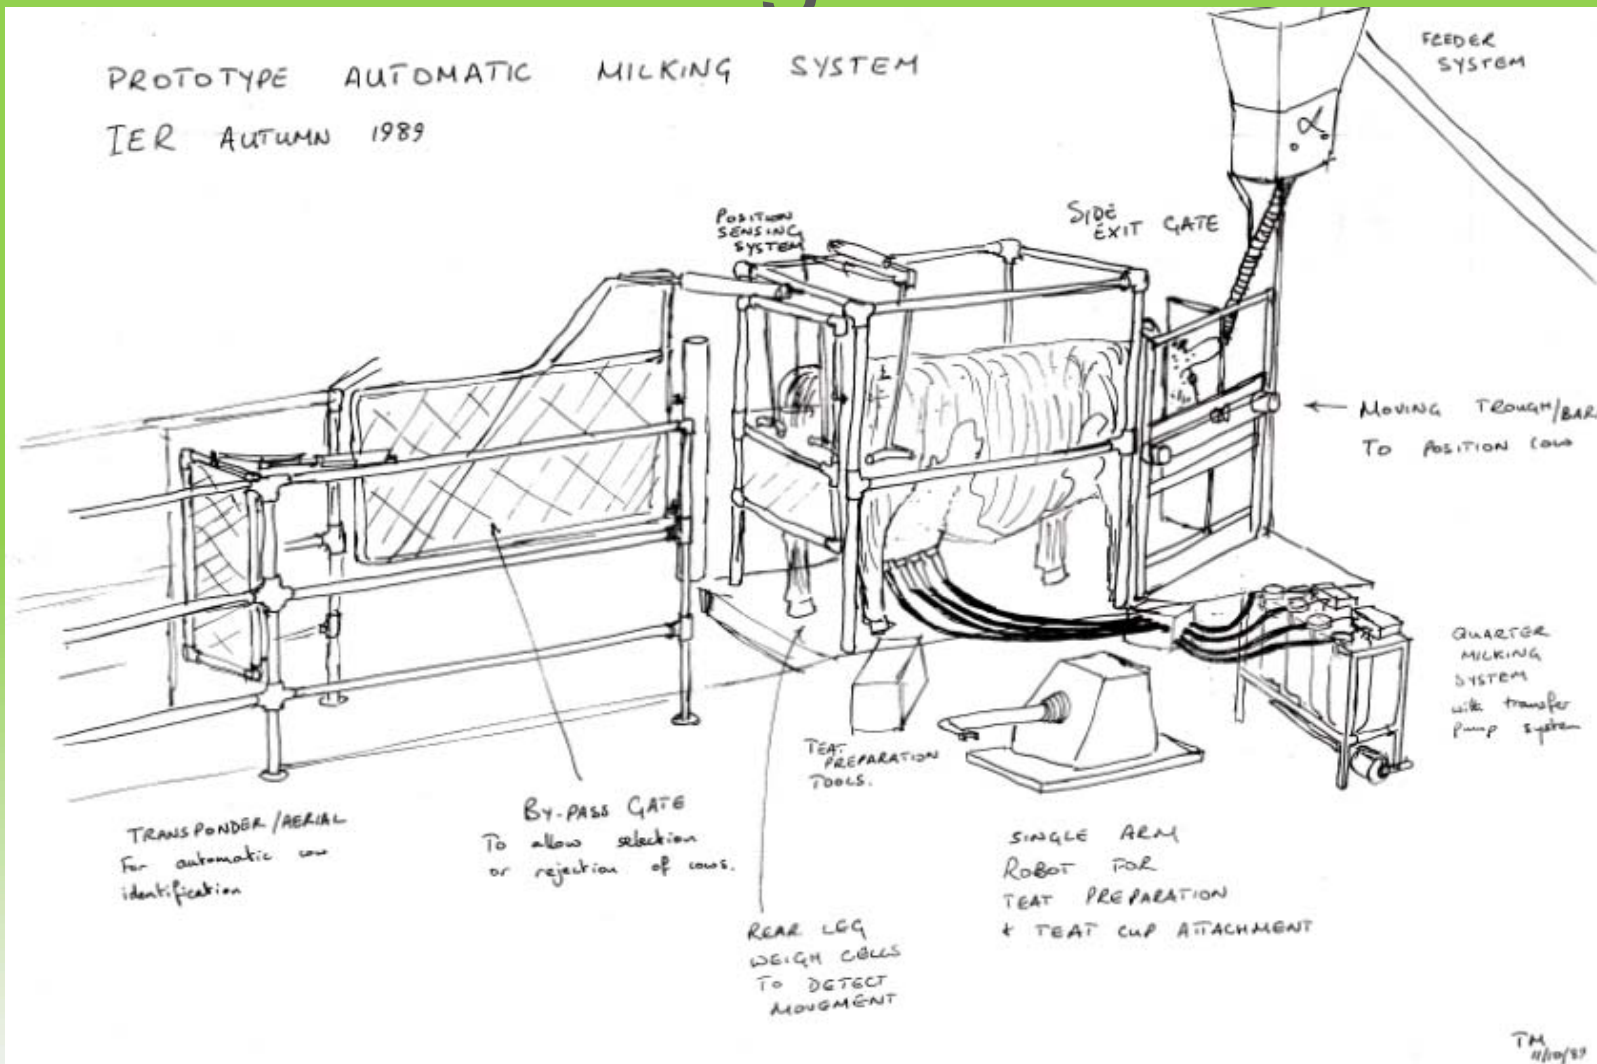 PROTOTYPE AUTOMATIC MILKING SYSTEM
IER AUTUMN 1989
FEEDER
SYSTEM
POSITION
SENSING
SYSTEM
SIDE
EXIT GATE
MOVING TROUGH/BAR
TO POSITION COW
QUARTER
MILKING
SYSTEM
with transfer
pump system
TEAT
PREPARATION
TOOLS.
TRANSPONDER/AERIAL
For automatic cow
identification
BY-PASS GATE
To allow selection
or rejection of cows.
SINGLE ARM
ROBOT FOR
TEAT PREPARATION
& TEAT CUP ATTACHMENT
REAR LEG
WEIGH CELLS
TO DETECT
MOVEMENT
TM
11/10/89